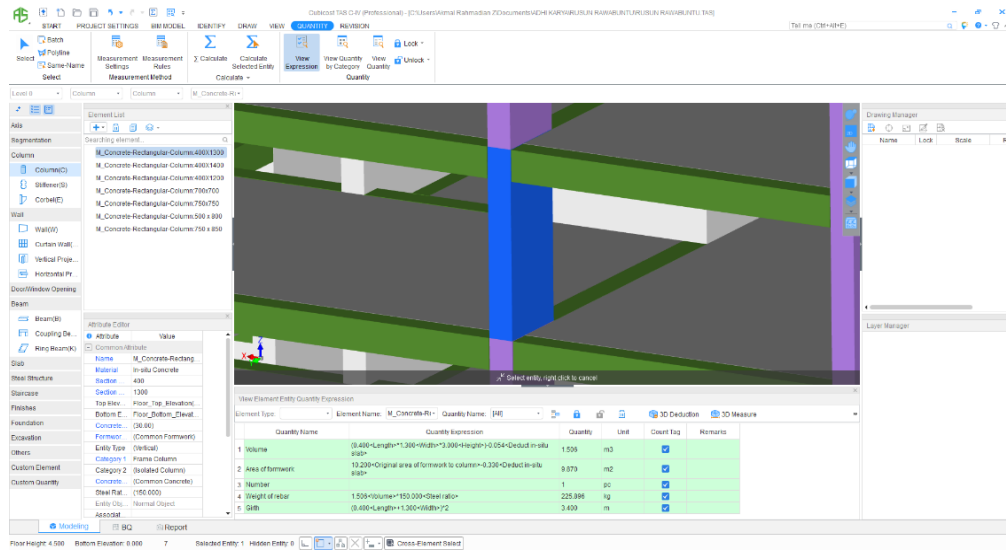 Cubicost TAS C-IV (Professional) - [C:\Users\Akmal Rahmadian Z\Documents\ADHI KARYA\RUSUN RAWABUNTU\RUSUN RAWABUNTU.TAS]
START PROJECT SETTINGS BIM MODEL IDENTIFY DRAW VIEW QUANTITY REVISION
Tell me (Ctrl+Alt+E)
Select
Batch
Polyline
Same-Name
Select
Measurement Settings
Measurement Rules
Measurement Method
Calculate
Calculate Selected Entity
Calculate
View Expression
View Quantity by Category
View Quantity
Lock
Unlock
Quantity
Level 8 Column Column M_Concrete-R
Axis
Segmentation
Column
Column(C)
Stiffener(S)
Corbel(E)
Wall
Wall(W)
Curtain Wall(...
Vertical Proje...
Horizontal Pr...
Door/Window Opening
Beam
Beam(B)
Coupling Be...
Ring Beam(K)
Slab
Steel Structure
Staircase
Finishes
Foundation
Excavation
Others
Custom Element
Custom Quantity
Element List
Searching element...
M_Concrete-Rectangular-Column:400X1300
M_Concrete-Rectangular-Column:400X1400
M_Concrete-Rectangular-Column:400X1200
M_Concrete-Rectangular-Column:700x700
M_Concrete-Rectangular-Column:750x750
M_Concrete-Rectangular-Column:500 x 800
M_Concrete-Rectangular-Column:750 x 850
Attribute Editor
Attribute Value
Common Attribute
Name M_Concrete-Rectang...
Material In-situ Concrete
Section ... 400
Section ... 1300
Top Elev... Floor_Top_Elevation(...
Bottom E... Floor_Bottom_Elevat...
Concrete... (30.00)
Formwor... (Common Formwork)
Entity Type (Vertical)
Category 1 Frame Column
Category 2 (Isolated Column)
Concrete... (Common Concrete)
Steel Rat... (150.000)
Entity Obj... Normal Object
Associat...
Z
X
Select entity, right click to cancel
View Element Entity Quantity Expression
Element Type: Element Name: M_Concrete-R Quantity Name: [All] 3D Deduction 3D Measure
Quantity Name Quantity Expression Quantity Unit Count Tag Remarks
1 Volume (0.400<Length>*1.300<Width>*3.000<Height>)-0.054<Deduct in-situ slab> 1.506 m3
2 Area of formwork 10.200<Original area of formwork to column>-0.330<Deduct in-situ slab> 9.870 m2
3 Number 1 pc
4 Weight of rebar 1.506<Volume>*150.000<Steel ratio> 225.896 kg
5 Girth (0.400<Length>+1.300<Width>)*2 3.400 m
Drawing Manager
Name Lock Scale
Layer Manager
Modeling BQ Report
Floor Height: 4.500 Bottom Elevation: 0.000 7 Selected Entity: 1 Hidden Entity: 0 Cross-Element Select